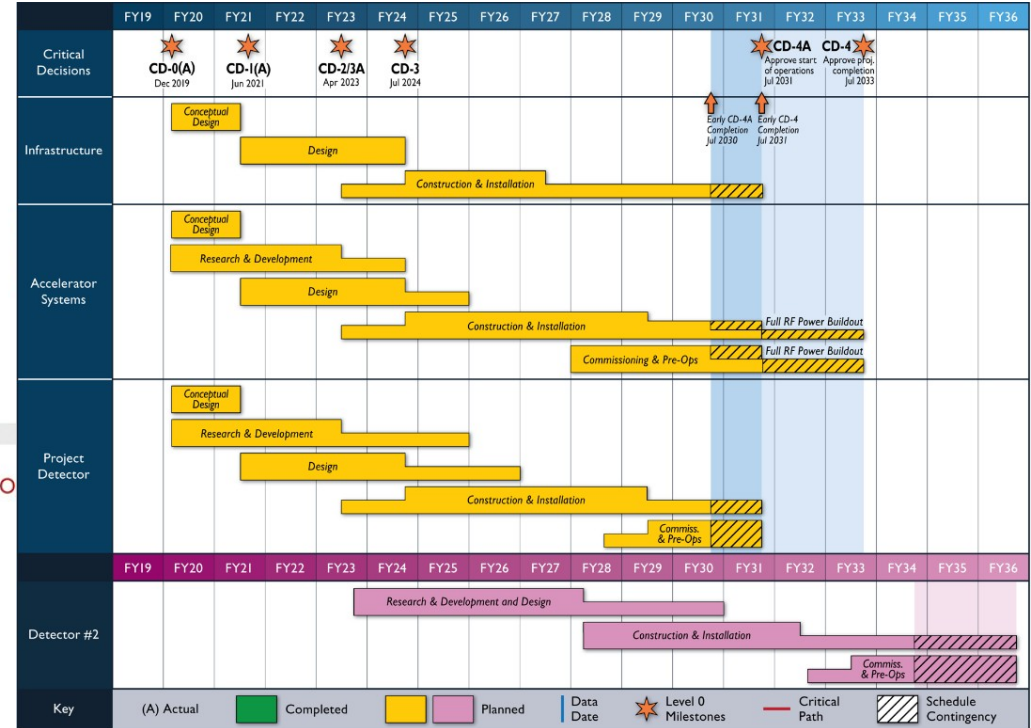 FY19 FY20 FY21 FY22 FY23 FY24 FY25 FY26 FY27 FY28 FY29 FY30 FY31 FY32 FY33 FY34 FY35 FY36
Critical
Decisions
CD-0(A)
Dec 2019
CD-1(A)
Jun 2021
CD-2/3A
Apr 2023
CD-3
Jul 2024
CD-4A
Approve start
of operations
Jul 2031
CD-4
Approve proj.
completion
Jul 2033
Early CD-4A
Completion
Jul 2030
Early CD-4
Completion
Jul 2031
Infrastructure
Conceptual
Design
Design
Construction & Installation
Accelerator
Systems
Conceptual
Design
Research & Development
Design
Construction & Installation
Full RF Power Buildout
Commissioning & Pre-Ops
Full RF Power Buildout
Project
Detector
Conceptual
Design
Research & Development
Design
Construction & Installation
Commiss.
& Pre-Ops
O
FY19 FY20 FY21 FY22 FY23 FY24 FY25 FY26 FY27 FY28 FY29 FY30 FY31 FY32 FY33 FY34 FY35 FY36
Detector #2
Research & Development and Design
Construction & Installation
Commiss.
& Pre-Ops
Key
(A) Actual
Completed
Planned
Data
Date
Level 0
Milestones
Critical
Path
Schedule
Contingency